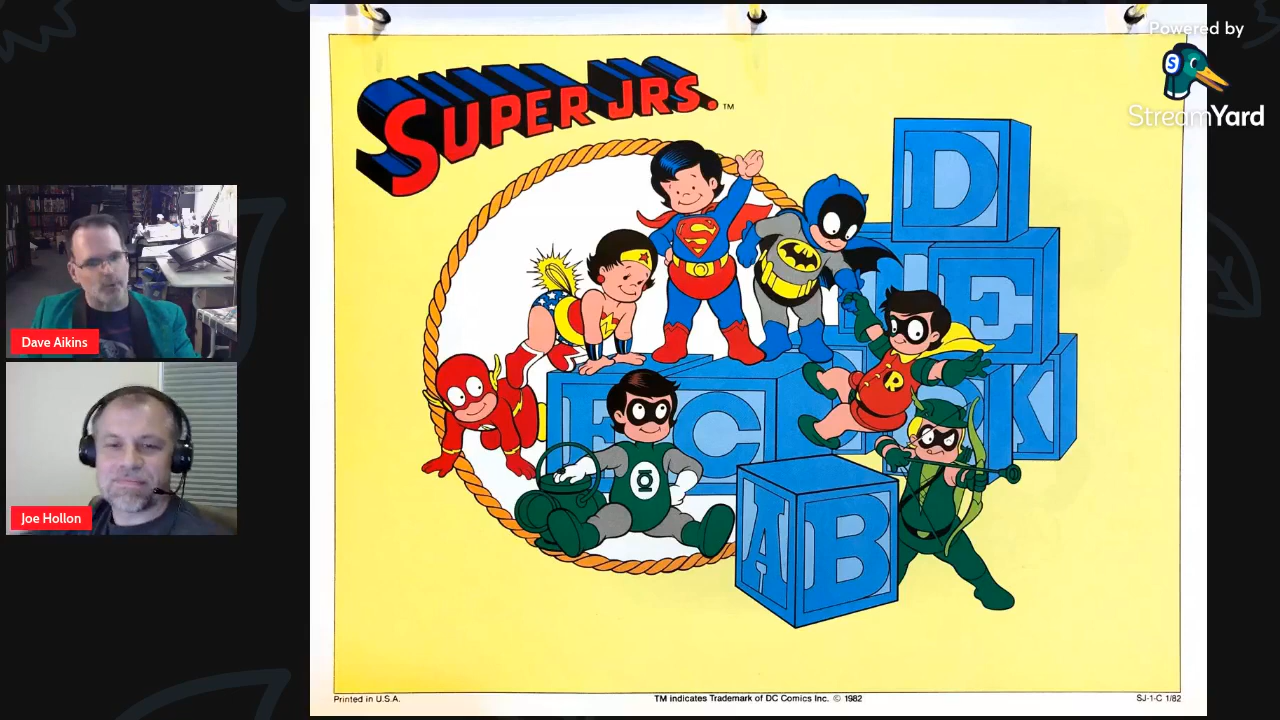 SUPER JRS.™
Powered by
S
StreamYard
D
E
K
C
A B
R
Dave Aikins
Joe Hollon
Printed in U.S.A.
TM indicates Trademark of DC Comics Inc. © 1982
SJ-1-C 1/82